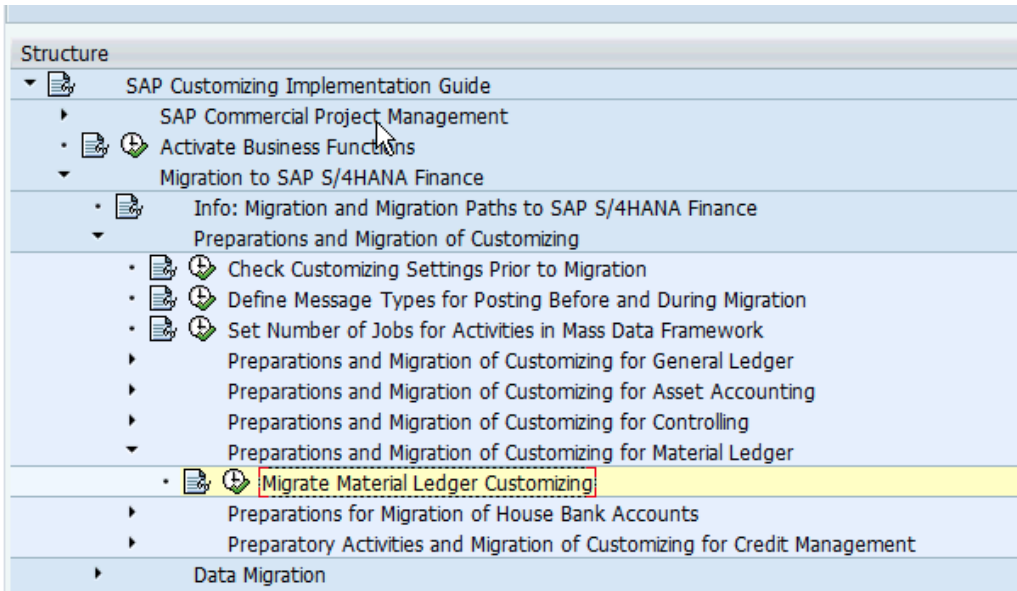 Structure
SAP Customizing Implementation Guide
SAP Commercial Project Management
Activate Business Functions
Migration to SAP S/4HANA Finance
Info: Migration and Migration Paths to SAP S/4HANA Finance
Preparations and Migration of Customizing
Check Customizing Settings Prior to Migration
Define Message Types for Posting Before and During Migration
Set Number of Jobs for Activities in Mass Data Framework
Preparations and Migration of Customizing for General Ledger
Preparations and Migration of Customizing for Asset Accounting
Preparations and Migration of Customizing for Controlling
Preparations and Migration of Customizing for Material Ledger
Migrate Material Ledger Customizing
Preparations for Migration of House Bank Accounts
Preparatory Activities and Migration of Customizing for Credit Management
Data Migration